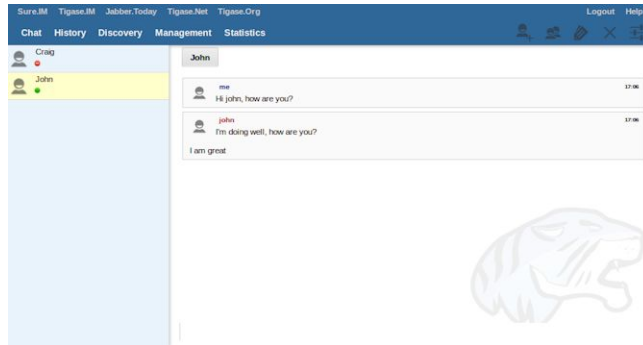 Sure.IM Tigase.IM Jabber.Today Tigase.Net Tigase.Org Logout Help
Chat History Discovery Management Statistics
Craig
John
John
me 17:06
Hi john, how are you?
john 17:06
I'm doing well, how are you?
I am great